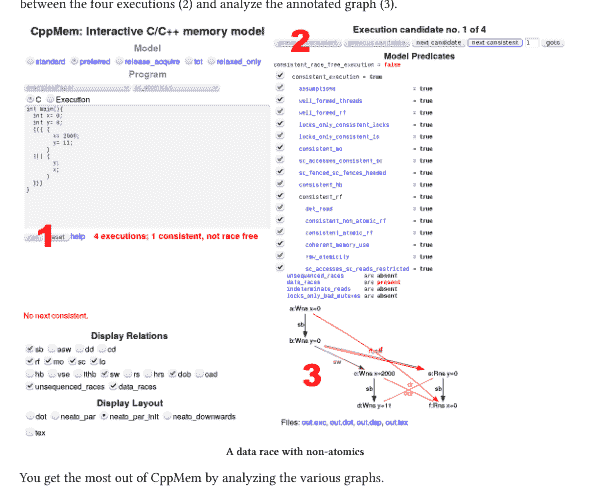 between the four executions (2) and analyze the annotated graph (3).
CppMem: Interactive C/C++ memory model
Model
standard preferred release_acquire tot relaxed_only
Program
C Execution
int main(){
int x= 0;
int y= 0;
{{{ {
x= 2000;
y= 11;
}
||| {
y;
x;
}
}}}
}
1
reset help 4 executions: 1 consistent, not race free
No next consistent.
Display Relations
sb asw dd cd
rf mo sc lo
hb vse ithb sw rs hrs dob cad
unsequenced_races data_races
Display Layout
dot neato_par neato_par_init neato_downwards
tex
Execution candidate no. 1 of 4
2
previous consistent previous candidate next candidate next consistent 1 goto
Model Predicates
consistent_race_free_execution = false
consistent_execution = true
assumptions = true
well_formed_threads = true
well_formed_rf = true
locks_only_consistent_locks = true
locks_only_consistent_lo = true
consistent_mo = true
sc_accesses_consistent_sc = true
sc_fenced_sc_fences_heeded = true
consistent_hb = true
consistent_rf = true
det_read = true
consistent_non_atomic_rf = true
consistent_atomic_rf = true
coherent_memory_use = true
rmw_atomicity = true
sc_accesses_sc_reads_restricted = true
unsequenced_races are absent
data_races are present
indeterminate_reads are absent
locks_only_bad_mutexes are absent
a:Wna x=0
sb
b:Wna y=0
sw
3
c:Wna x=2000 e:Rna y=0
sb sb
d:Wna y=11 f:Rna x=0
Files: out.exc, out.dot, out.dsp, out.tex
A data race with non-atomics
You get the most out of CppMem by analyzing the various graphs.